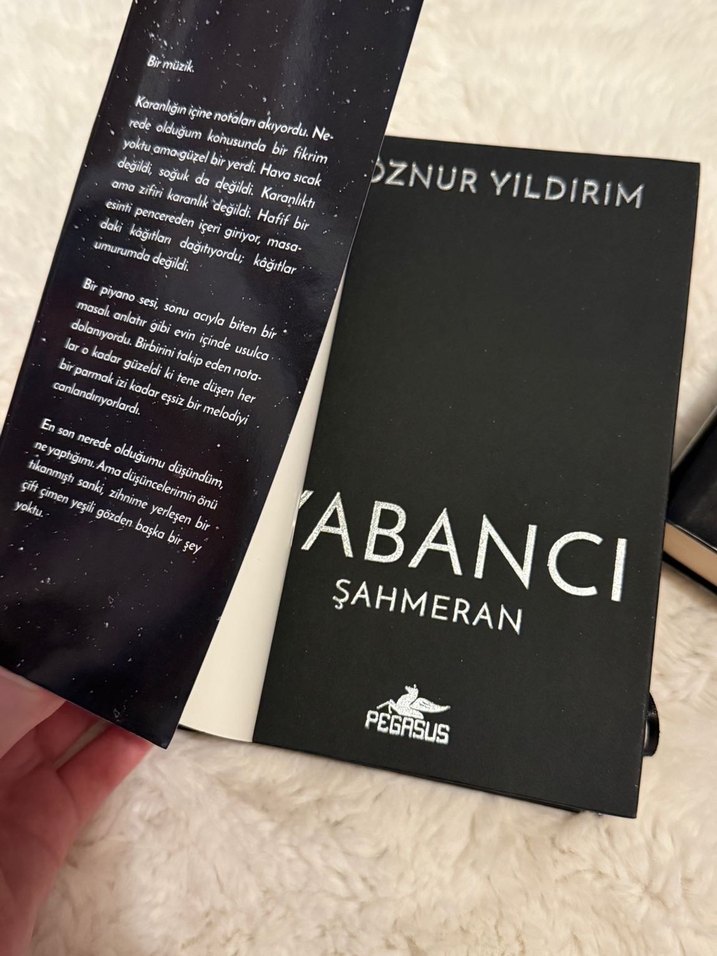 Bir müzik.
Karanlığın içine notaları akıyordu. Ne-
rede olduğum konusunda bir fikrim
yoktu ama güzel bir yerdi. Hava sıcak
değildi, soğuk da değildi. Karanlıktı
ama zifiri karanlık değildi. Hafif bir
esinti pencereden içeri giriyor, masa-
daki kâğıtları dağıtıyordu; kâğıtlar
umurumda değildi.
Bir piyano sesi, sonu acıyla biten bir
masalı anlatır gibi evin içinde usulca
dolanıyordu. Birbirini takip eden nota-
lar o kadar güzeldi ki tene düşen her
bir parmak izi kadar eşsiz bir melodiyi
canlandırıyorlardı.
En son nerede olduğumu düşündüm,
ne yaptığımı. Ama düşüncelerimin önü
tıkanmıştı sanki, zihnime yerleşen bir
çift çimen yeşili gözden başka bir şey
yoktu.
ÖZNUR YILDIRIM
YABANCI
ŞAHMERAN
PEGASUS